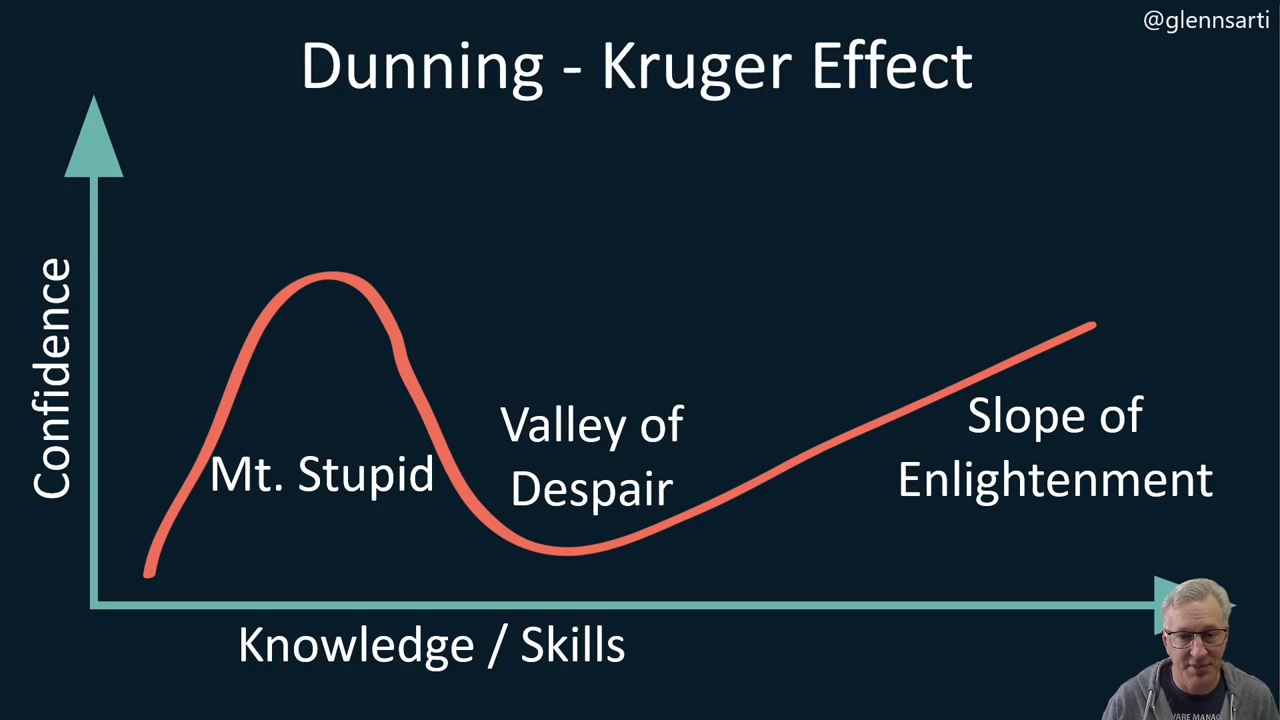 @glennsarti
Dunning - Kruger Effect
Confidence
Mt. Stupid
Valley of
Despair
Slope of
Enlightenment
Knowledge / Skills